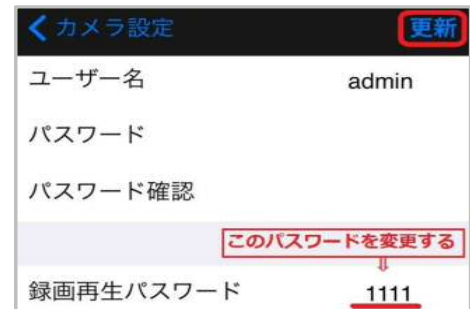 カメラ設定 更新
ユーザー名 admin
パスワード
パスワード確認
このパスワードを変更する
⇩
録画再生パスワード 1111